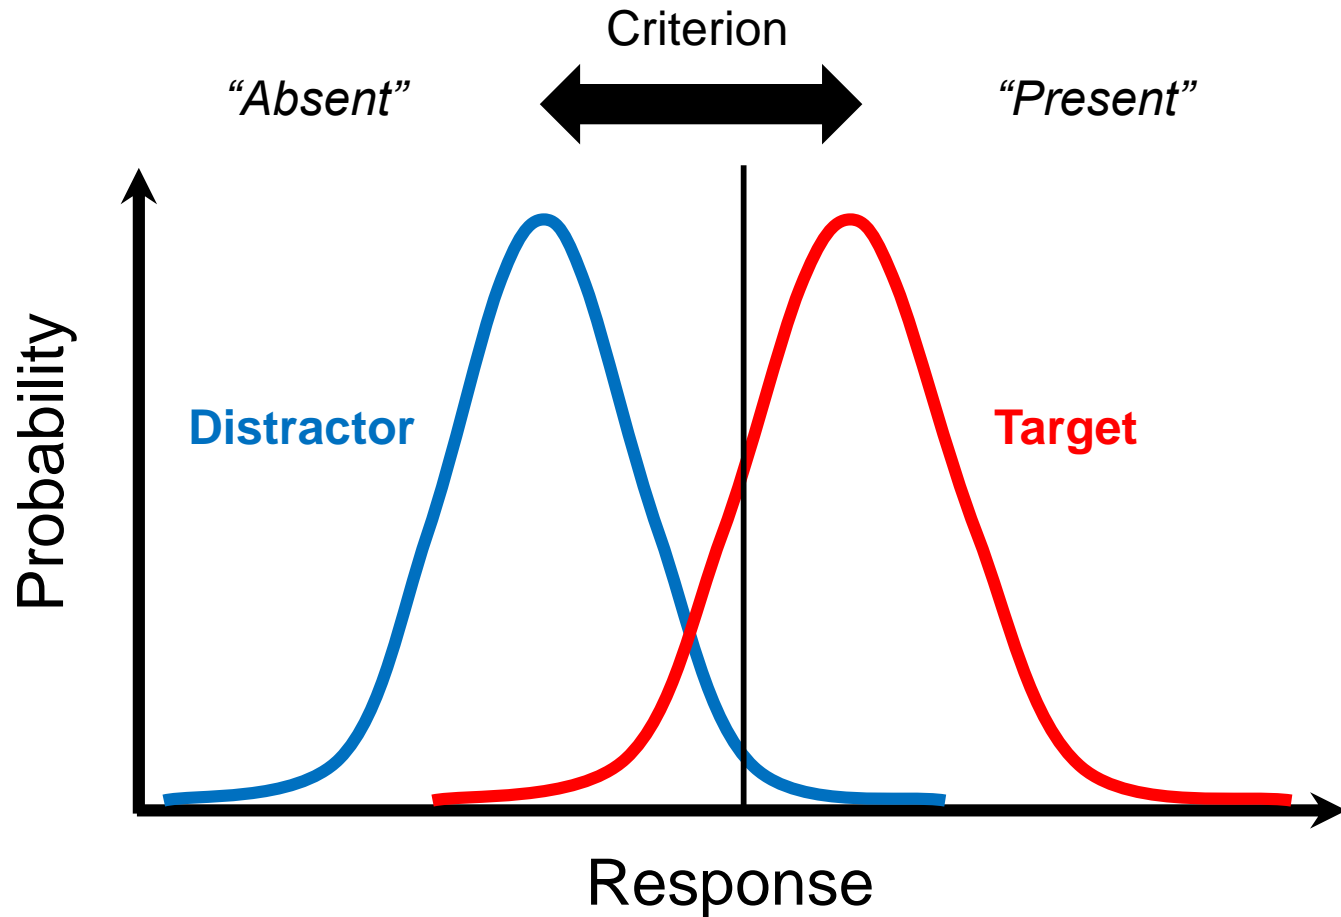 Criterion
“Absent”
“Present”
Probability
Distractor
Target
Response